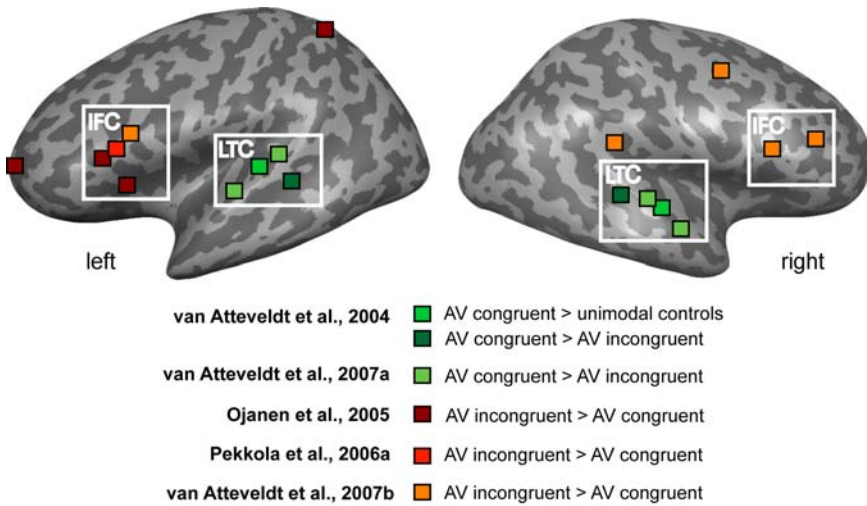 IFC
LTC
IFC
LTC
left
right
van Atteveldt et al., 2004 AV congruent > unimodal controls
AV congruent > AV incongruent
van Atteveldt et al., 2007a AV congruent > AV incongruent
Ojanen et al., 2005 AV incongruent > AV congruent
Pekkola et al., 2006a AV incongruent > AV congruent
van Atteveldt et al., 2007b AV incongruent > AV congruent